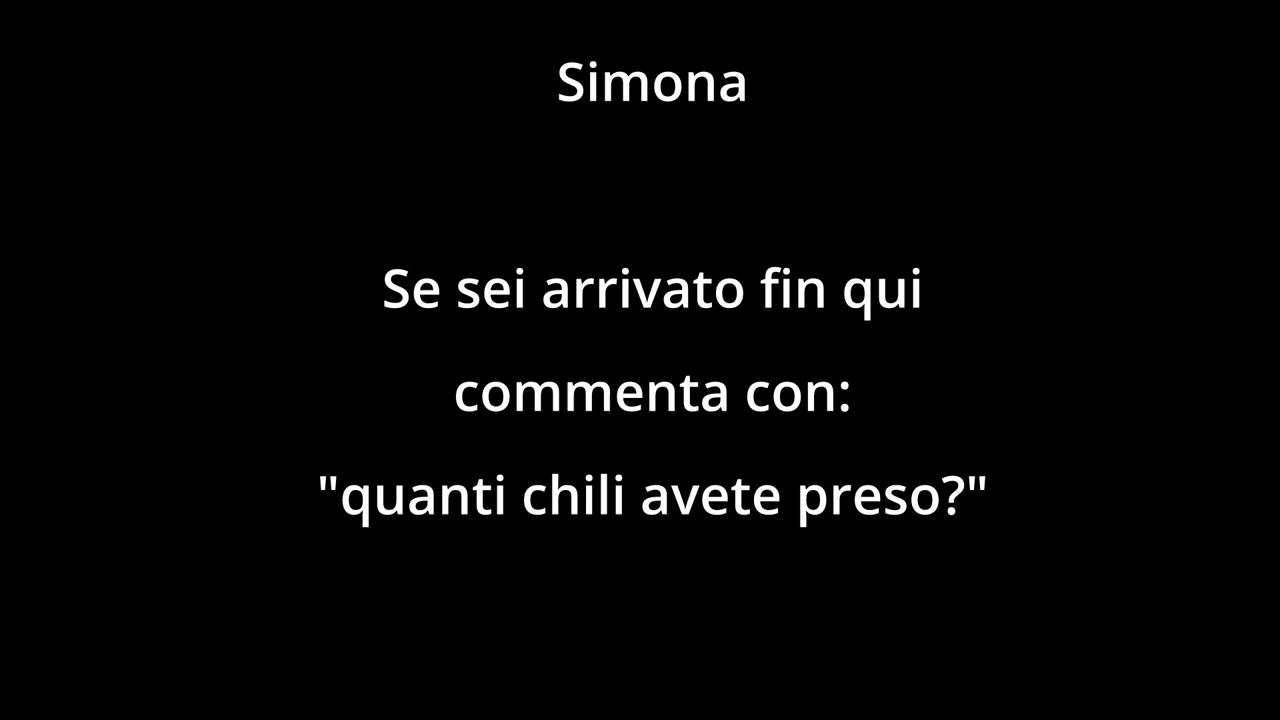 Simona
Se sei arrivato fin qui
commenta con:
"quanti chili avete preso?"